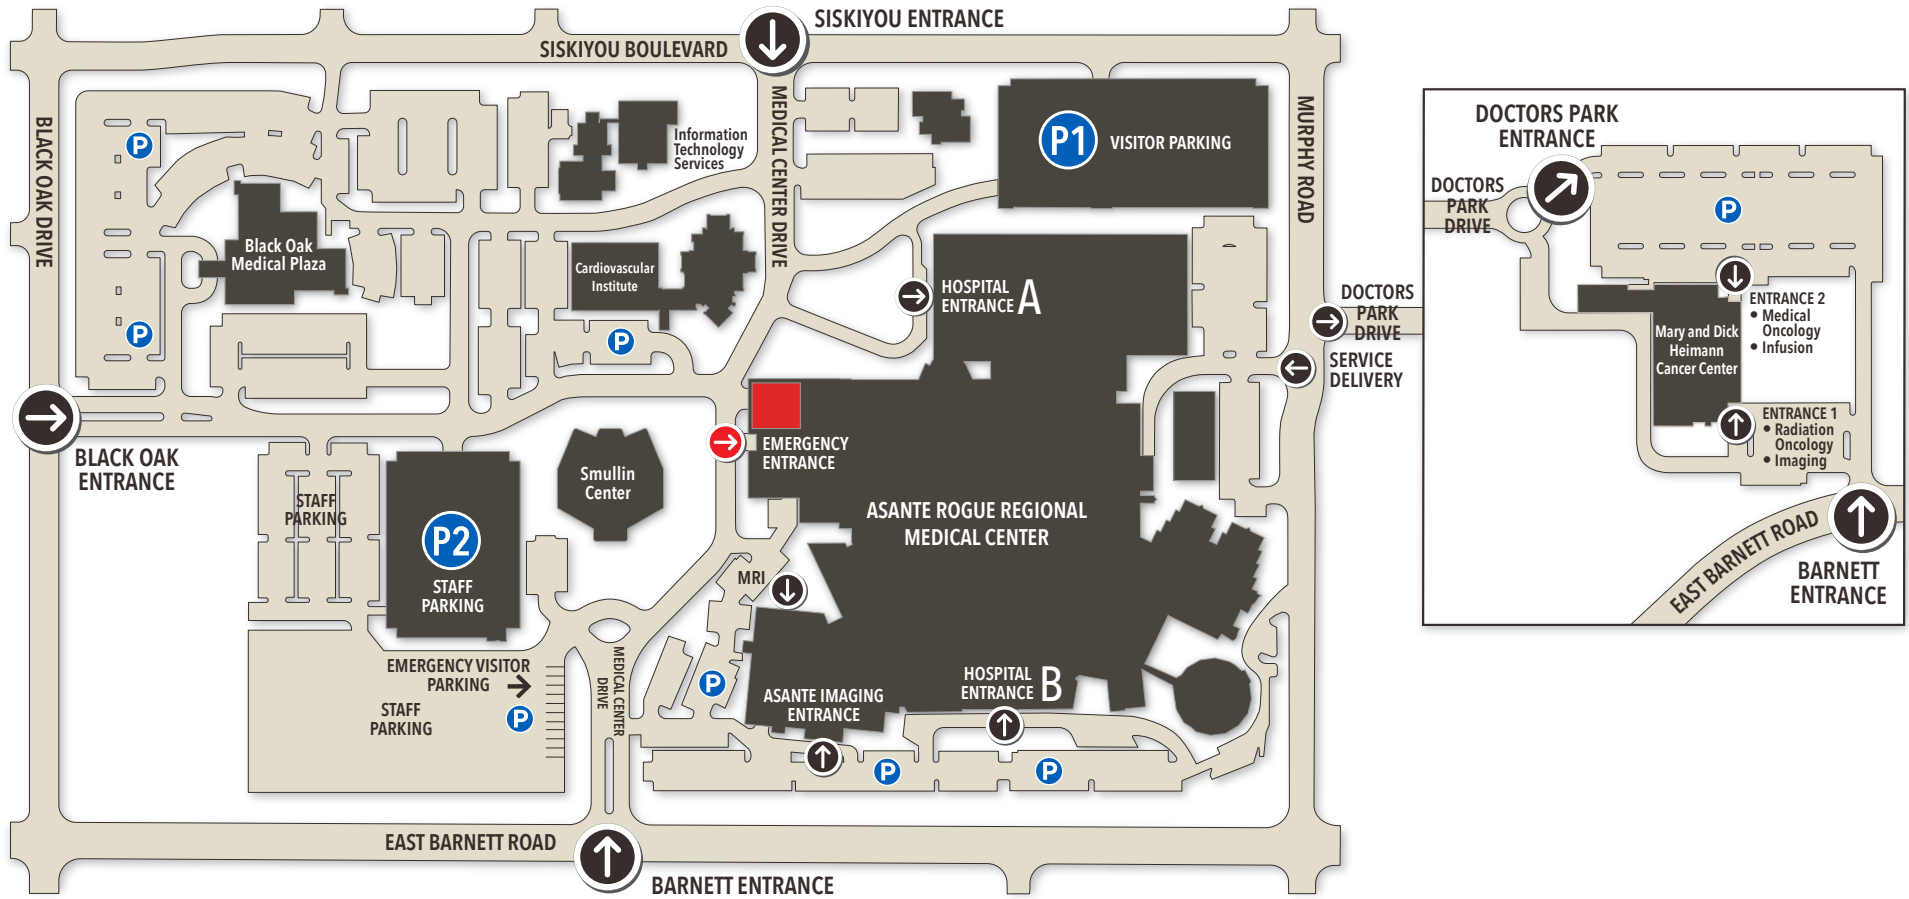 SISKIYOU ENTRANCE
SISKIYOU BOULEVARD
BLACK OAK DRIVE
MEDICAL CENTER DRIVE
MURPHY ROAD
P
Information
Technology
Services
P1
VISITOR PARKING
Black Oak
Medical Plaza
Cardiovascular
Institute
HOSPITAL
ENTRANCE A
P
P
DOCTORS
PARK
DRIVE
SERVICE
DELIVERY
BLACK OAK
ENTRANCE
EMERGENCY
ENTRANCE
Smullin
Center
STAFF
PARKING
P2
STAFF
PARKING
ASANTE ROGUE REGIONAL
MEDICAL CENTER
MRI
EMERGENCY VISITOR
PARKING
P
STAFF
PARKING
MEDICAL CENTER
DRIVE
P
ASANTE IMAGING
ENTRANCE
HOSPITAL
ENTRANCE B
P
P
EAST BARNETT ROAD
BARNETT ENTRANCE
DOCTORS PARK
ENTRANCE
DOCTORS
PARK
DRIVE
P
ENTRANCE 2
• Medical
Oncology
• Infusion
Mary and Dick
Heimann
Cancer Center
ENTRANCE 1
• Radiation
Oncology
• Imaging
EAST BARNETT ROAD
BARNETT
ENTRANCE